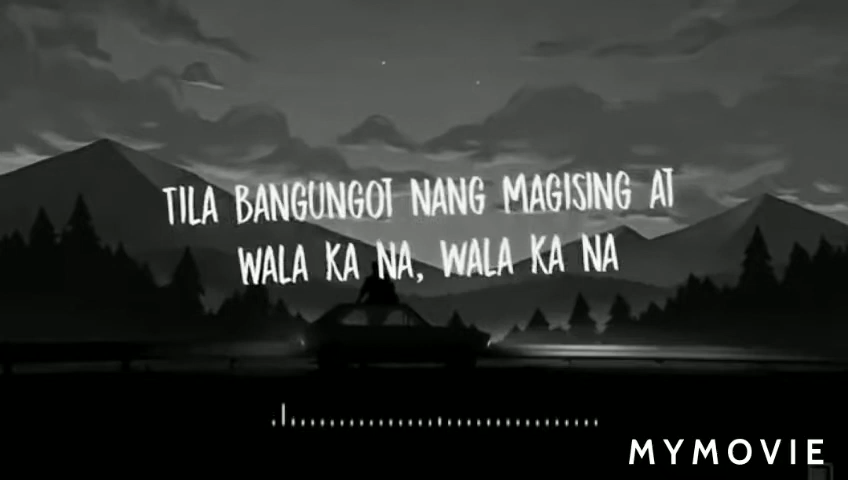 TILA BANGUNGOT NANG MAGISING AT
WALA KA NA, WALA KA NA
MYMOVIE